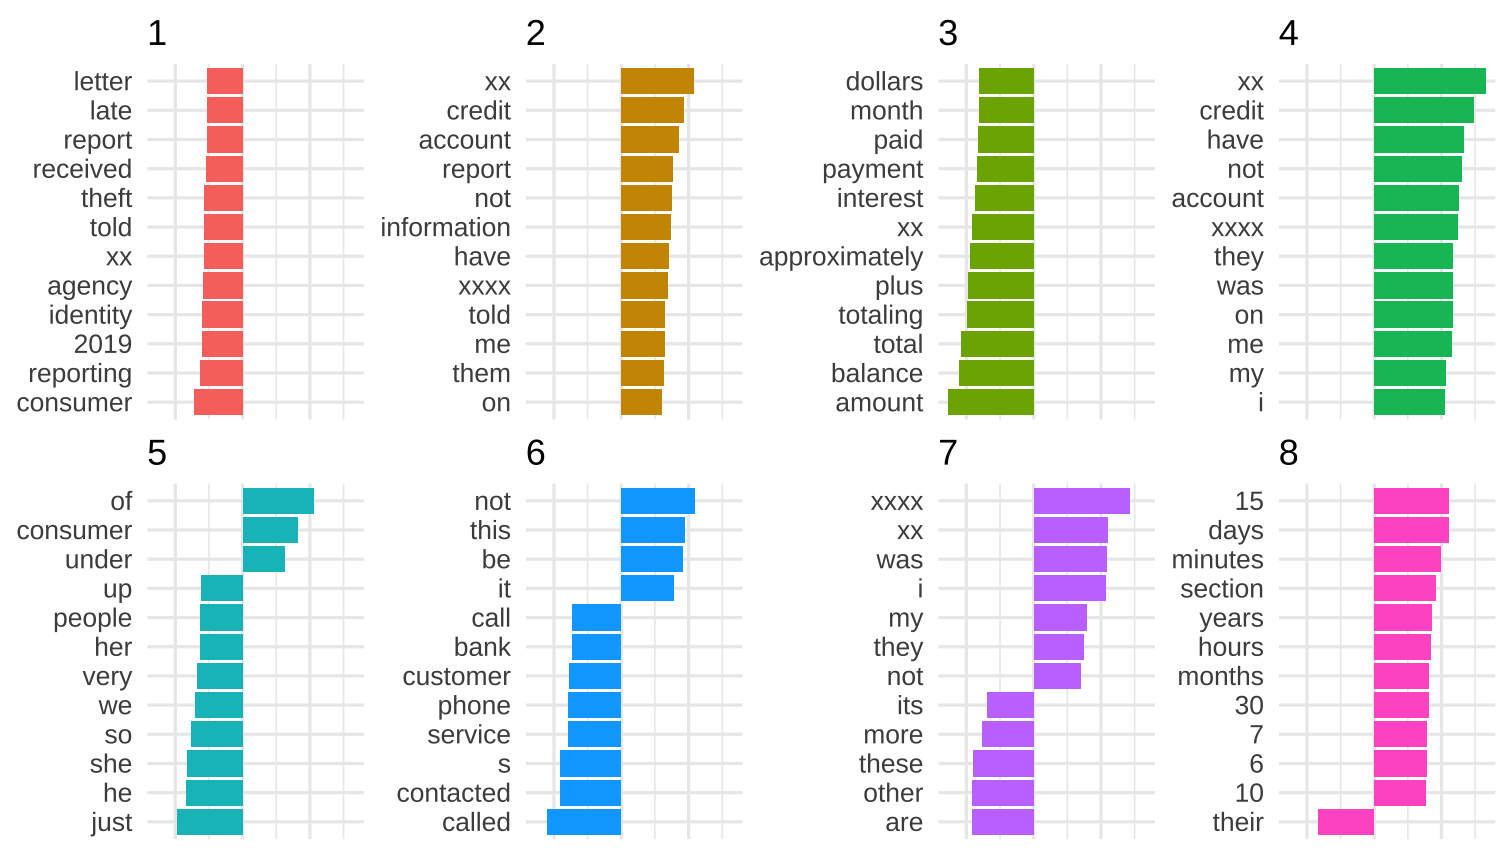 1
letter
late
report
received
theft
told
xx
agency
identity
2019
reporting
consumer
2
xx
credit
account
report
not
information
have
xxxx
told
me
them
on
3
dollars
month
paid
payment
interest
xx
approximately
plus
totaling
total
balance
amount
4
xx
credit
have
not
account
xxxx
they
was
on
me
my
i
5
of
consumer
under
up
people
her
very
we
so
she
he
just
6
not
this
be
it
call
bank
customer
phone
service
s
contacted
called
7
xxxx
xx
was
i
my
they
not
its
more
these
other
are
8
15
days
minutes
section
years
hours
months
30
7
6
10
their